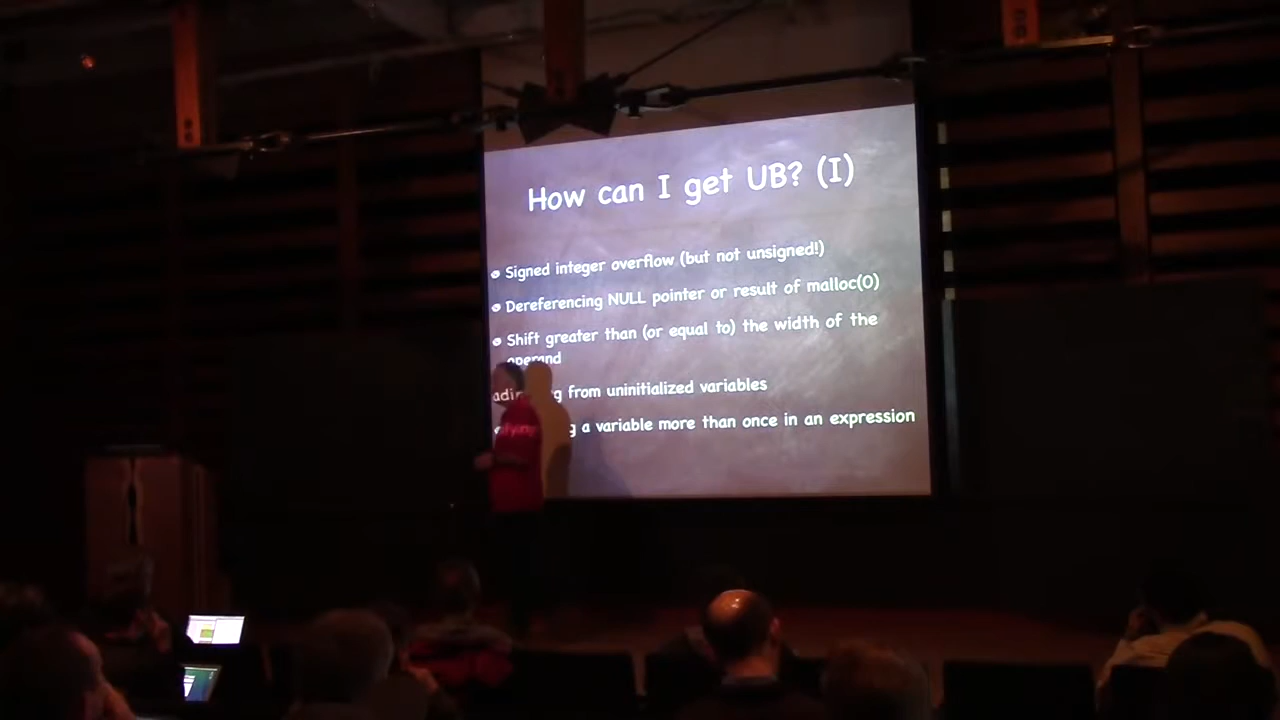 How can I get UB? (I)
Signed integer overflow (but not unsigned!)
Dereferencing NULL pointer or result of malloc(0)
Shift greater than (or equal to) the width of the
operand
from uninitialized variables
a variable more than once in an expression